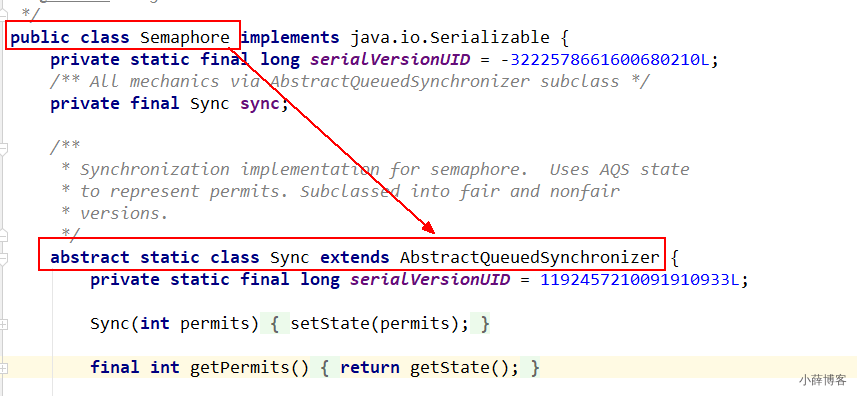 */
public class Semaphore implements java.io.Serializable {
private static final long serialVersionUID = -3222578661600680210L;
/** All mechanics via AbstractQueuedSynchronizer subclass */
private final Sync sync;
/**
* Synchronization implementation for semaphore.  Uses AQS state
* to represent permits. Subclassed into fair and nonfair
* versions.
*/
abstract static class Sync extends AbstractQueuedSynchronizer {
private static final long serialVersionUID = 1192457210091910933L;
Sync(int permits) { setState(permits); }
final int getPermits() { return getState(); }
小薛博客